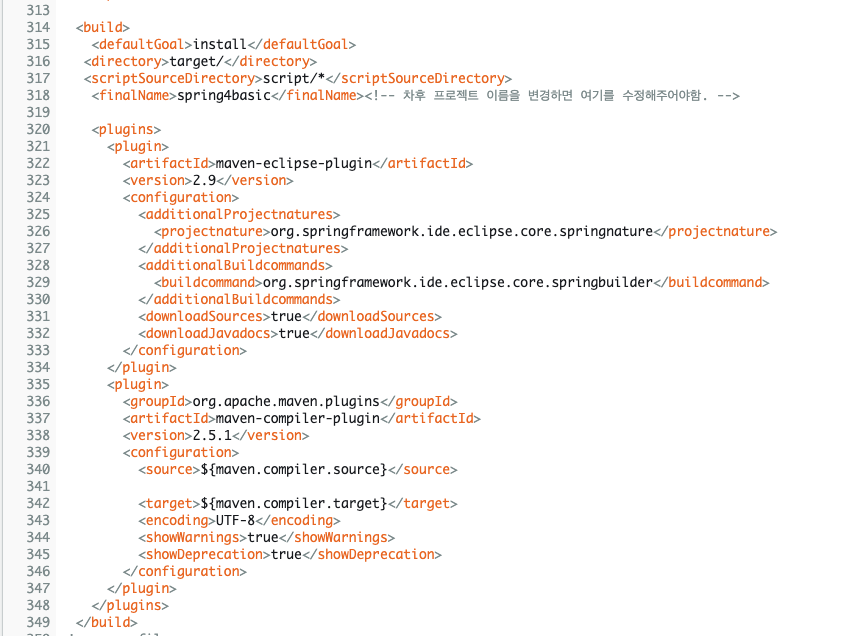 313
314 <build>
315 <defaultGoal>install</defaultGoal>
316 <directory>target/</directory>
317 <scriptSourceDirectory>script/*</scriptSourceDirectory>
318 <finalName>spring4basic</finalName><!-- 차후 프로젝트 이름을 변경하면 여기를 수정해주어야함. -->
319
320 <plugins>
321 <plugin>
322 <artifactId>maven-eclipse-plugin</artifactId>
323 <version>2.9</version>
324 <configuration>
325 <additionalProjectnatures>
326 <projectnature>org.springframework.ide.eclipse.core.springnature</projectnature>
327 </additionalProjectnatures>
328 <additionalBuildcommands>
329 <buildcommand>org.springframework.ide.eclipse.core.springbuilder</buildcommand>
330 </additionalBuildcommands>
331 <downloadSources>true</downloadSources>
332 <downloadJavadocs>true</downloadJavadocs>
333 </configuration>
334 </plugin>
335 <plugin>
336 <groupId>org.apache.maven.plugins</groupId>
337 <artifactId>maven-compiler-plugin</artifactId>
338 <version>2.5.1</version>
339 <configuration>
340 <source>${maven.compiler.source}</source>
341
342 <target>${maven.compiler.target}</target>
343 <encoding>UTF-8</encoding>
344 <showWarnings>true</showWarnings>
345 <showDeprecation>true</showDeprecation>
346 </configuration>
347 </plugin>
348 </plugins>
349 </build>